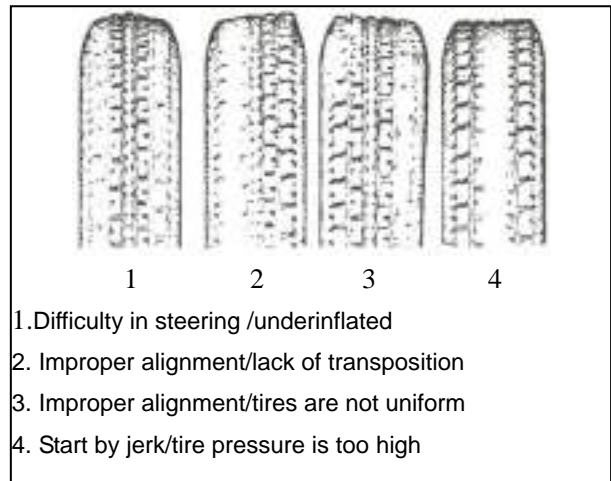 1 2 3 4
1.Difficulty in steering /underinflated
2. Improper alignment/lack of transposition
3. Improper alignment/tires are not uniform
4. Start by jerk/tire pressure is too high